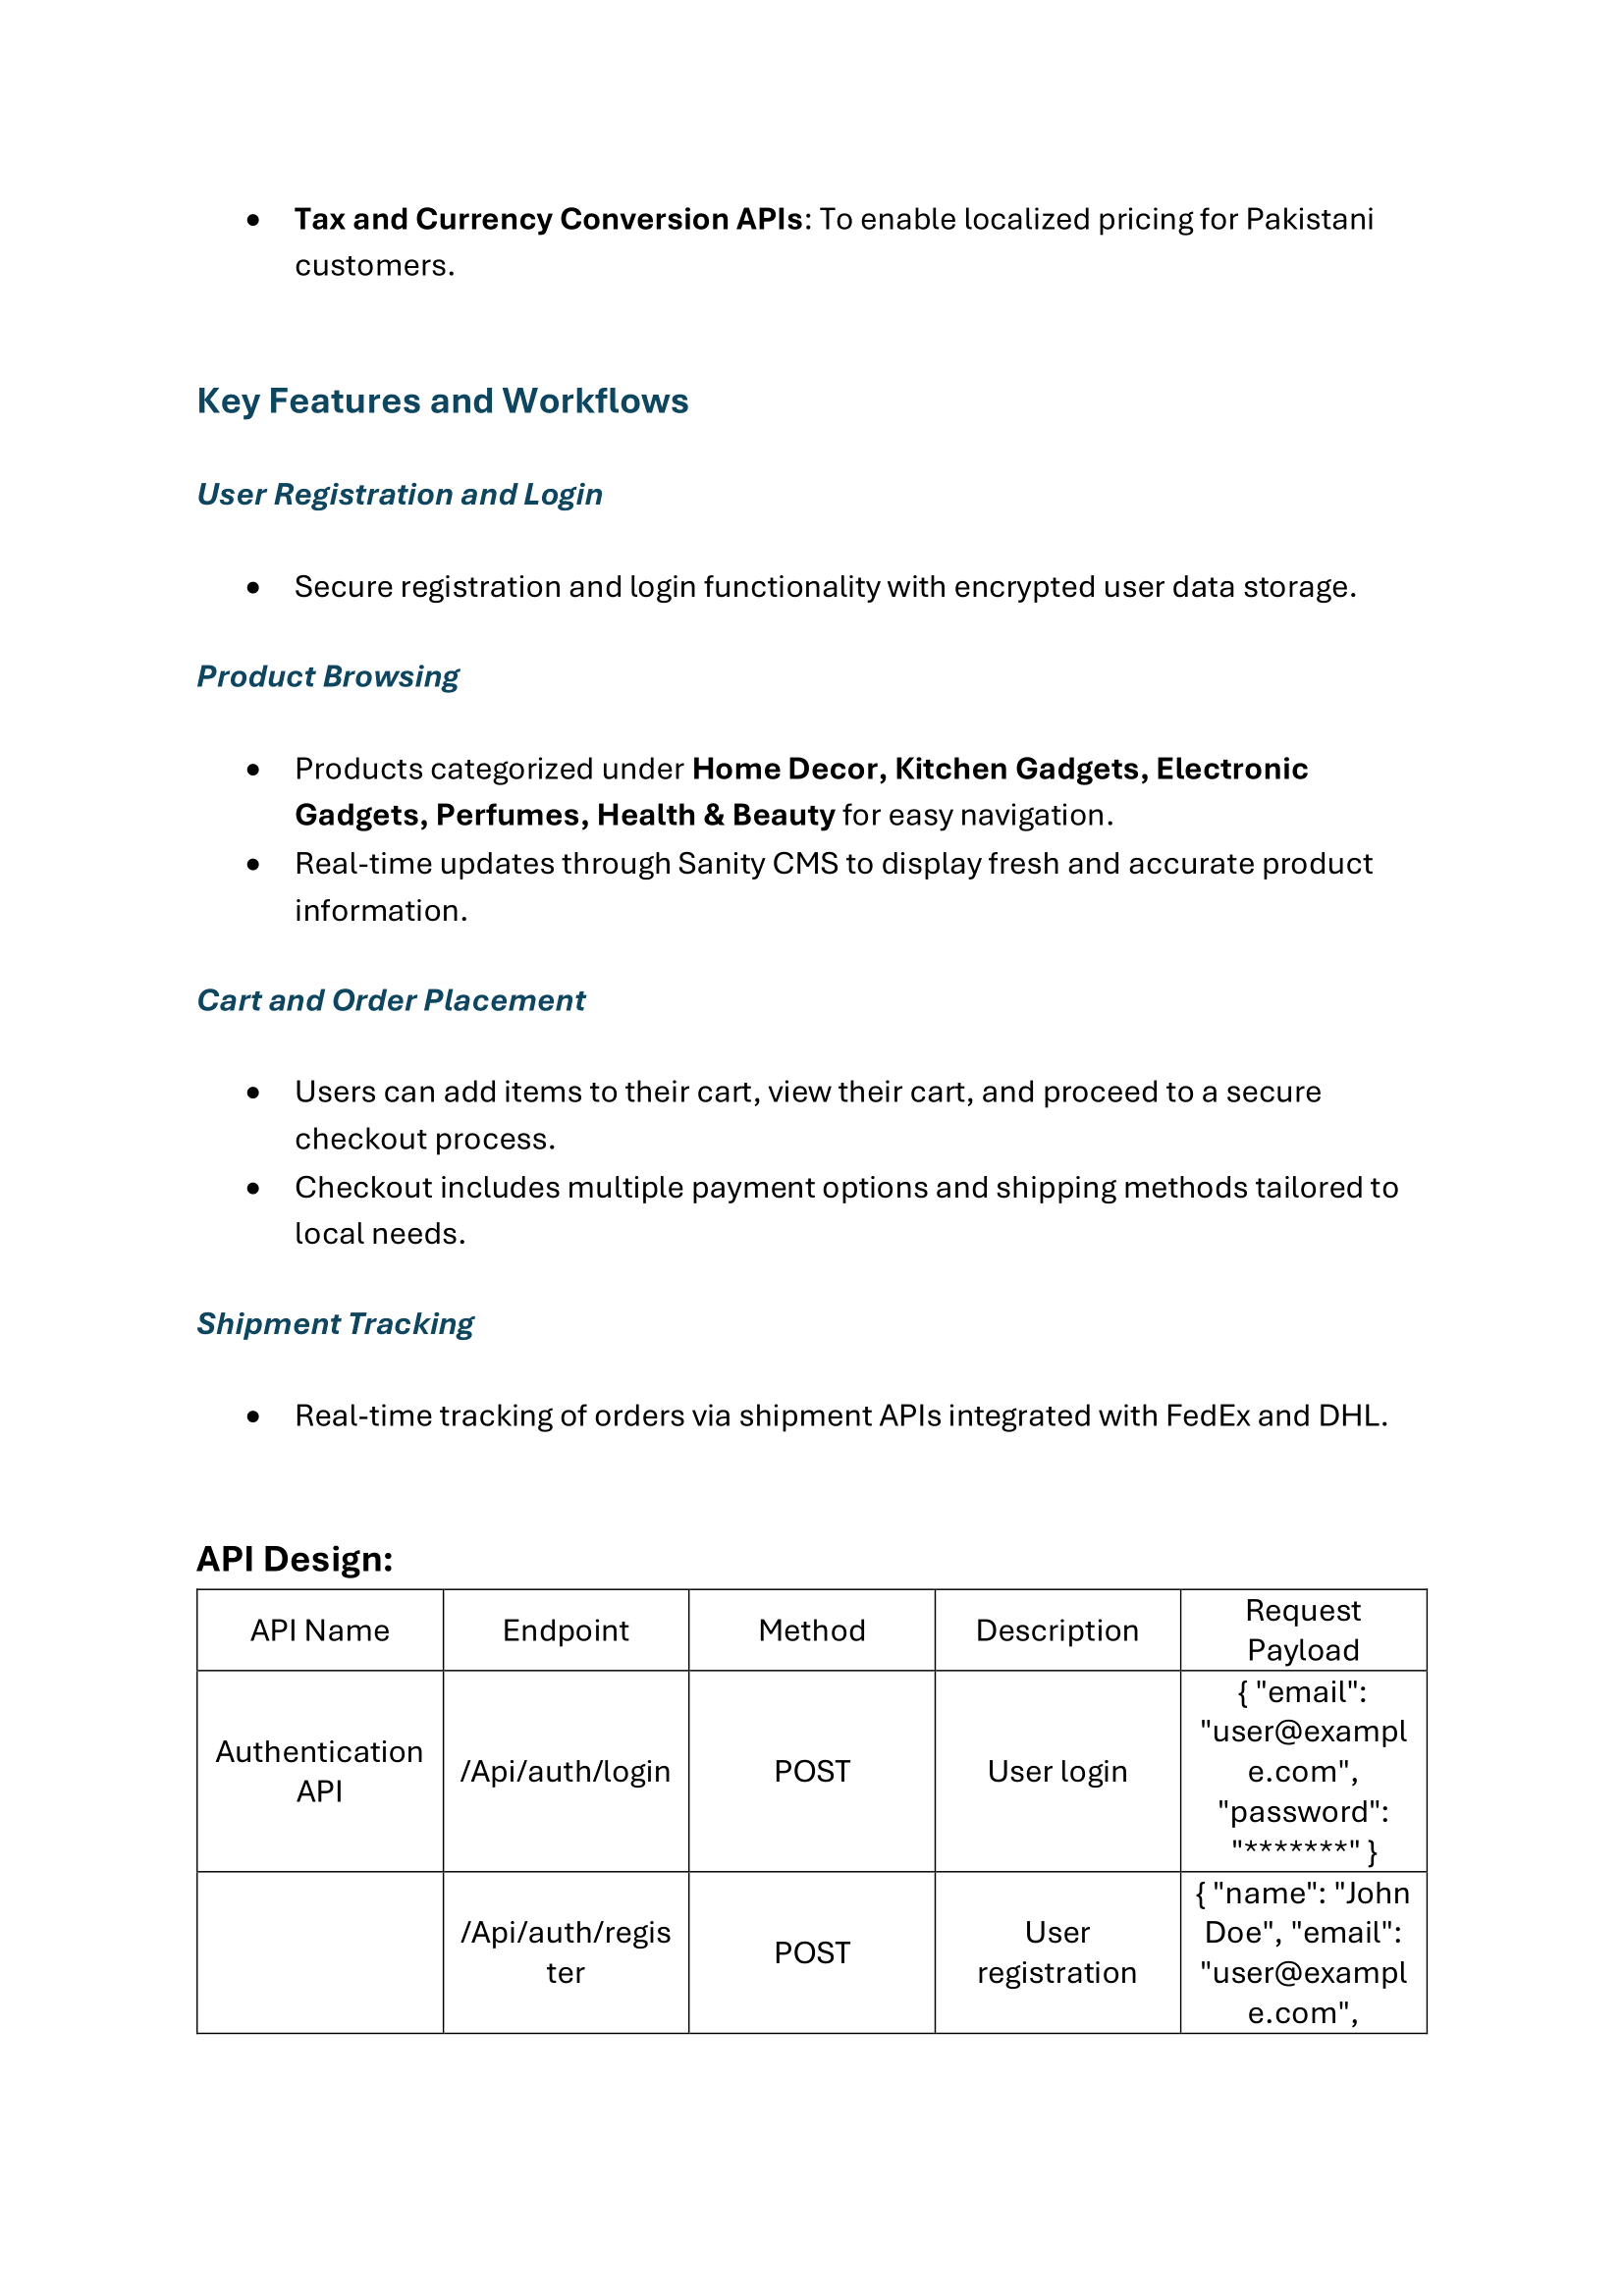 • Tax and Currency Conversion APIs: To enable localized pricing for Pakistani
customers.
Key Features and Workflows
User Registration and Login
• Secure registration and login functionality with encrypted user data storage.
Product Browsing
• Products categorized under Home Decor, Kitchen Gadgets, Electronic
Gadgets, Perfumes, Health & Beauty for easy navigation.
• Real-time updates through Sanity CMS to display fresh and accurate product
information.
Cart and Order Placement
• Users can add items to their cart, view their cart, and proceed to a secure
checkout process.
• Checkout includes multiple payment options and shipping methods tailored to
local needs.
Shipment Tracking
• Real-time tracking of orders via shipment APIs integrated with FedEx and DHL.
API Design:
API Name
Endpoint
Method
Description
Request
Payload
Authentication
API
/Api/auth/login
POST
User login
{ "email":
"user@exampl
e.com",
"password":
"*******" }
/Api/auth/regis
ter
POST
User
registration
{ "name": "John
Doe", "email":
"user@exampl
e.com",